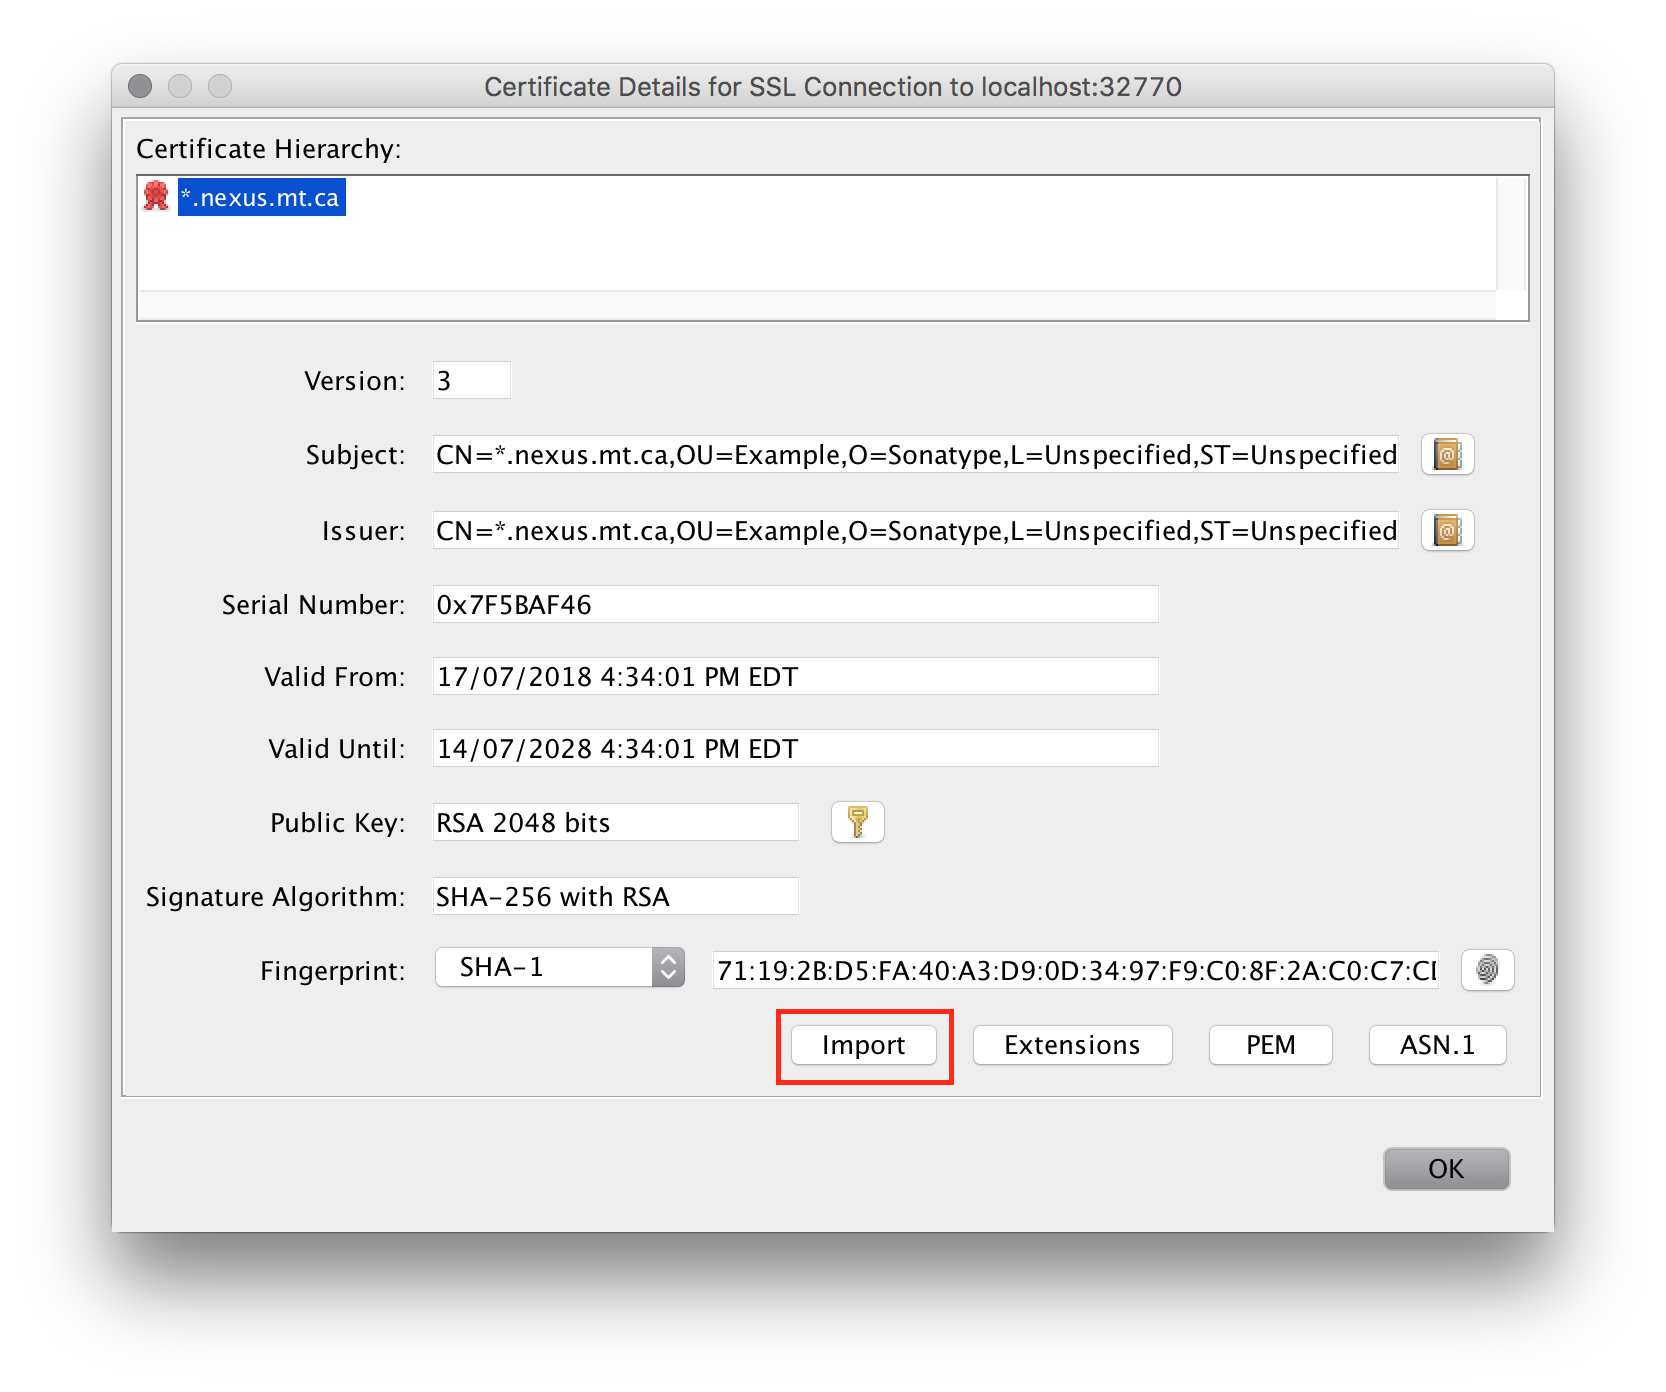 Certificate Details for SSL Connection to localhost:32770
Certificate Hierarchy:
*.nexus.mt.ca
Version: 3
Subject: CN=*.nexus.mt.ca,OU=Example,O=Sonatype,L=Unspecified,ST=Unspecified
Issuer: CN=*.nexus.mt.ca,OU=Example,O=Sonatype,L=Unspecified,ST=Unspecified
Serial Number: 0x7F5BAF46
Valid From: 17/07/2018 4:34:01 PM EDT
Valid Until: 14/07/2028 4:34:01 PM EDT
Public Key: RSA 2048 bits
Signature Algorithm: SHA-256 with RSA
Fingerprint: SHA-1 71:19:2B:D5:FA:40:A3:D9:0D:34:97:F9:C0:8F:2A:C0:C7:C
Import Extensions PEM ASN.1
OK